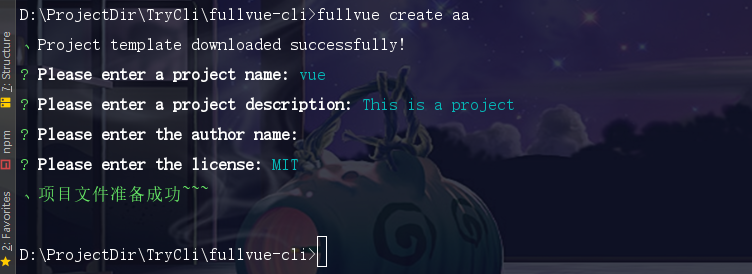 D:\ProjectDir\TryCli\fullvue-cli>fullvue create aa
、Project template downloaded successfully!
? Please enter a project name: vue
? Please enter a project description: This is a project
? Please enter the author name:
? Please enter the license: MIT
、项目文件准备成功~~~
D:\ProjectDir\TryCli\fullvue-cli>
7: Structure
npm
2: Favorites